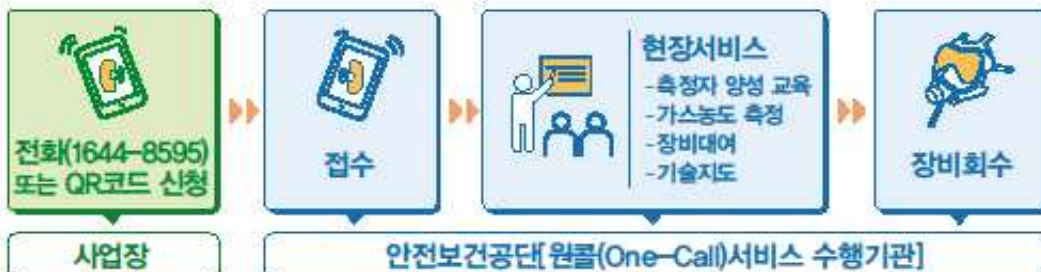 전화(1644-8595)
또는 QR코드 신청
접수
현장서비스
-측정자 양성 교육
-가스농도 측정
-장비대여
-기술지도
장비회수
사업장
안전보건공단[원콜(One-Call)서비스 수행기관]